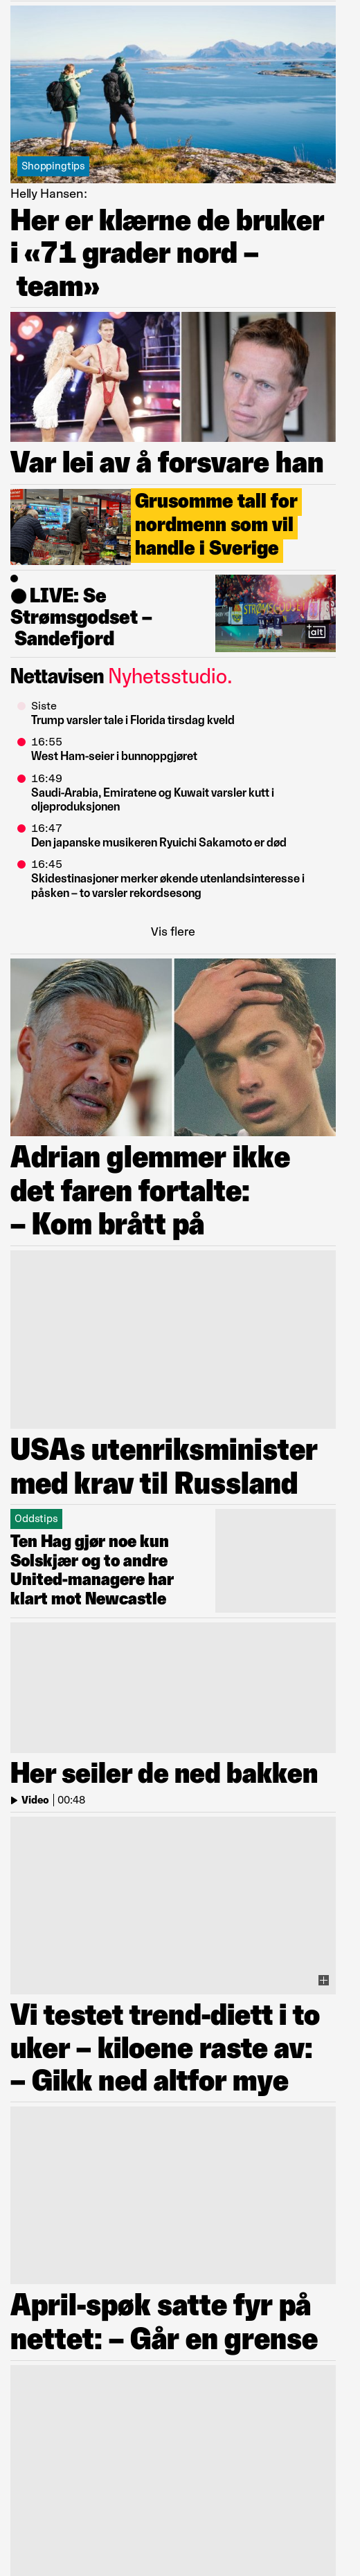 Shoppingtips
Helly Hansen:
Her er klærne de bruker
i «71 grader nord –
team»
Var lei av å forsvare han
Grusomme tall for
nordmenn som vil
handle i Sverige
LIVE: Se
Strømsgodset –
Sandefjord
STRØMSGODSET
+alt
Nettavisen Nyhetsstudio.
Siste
Trump varsler tale i Florida tirsdag kveld
16:55
West Ham-seier i bunnoppgjøret
16:49
Saudi-Arabia, Emiratene og Kuwait varsler kutt i
oljeproduksjonen
16:47
Den japanske musikeren Ryuichi Sakamoto er død
16:45
Skidestinasjoner merker økende utenlandsinteresse i
påsken – to varsler rekordsesong
Vis flere
Adrian glemmer ikke
det faren fortalte:
– Kom brått på
USAs utenriksminister
med krav til Russland
Oddstips
Ten Hag gjør noe kun
Solskjær og to andre
United-managere har
klart mot Newcastle
Her seiler de ned bakken
Video | 00:48
Vi testet trend-diett i to
uker – kiloene raste av:
– Gikk ned altfor mye
April-spøk satte fyr på
nettet: – Går en grense